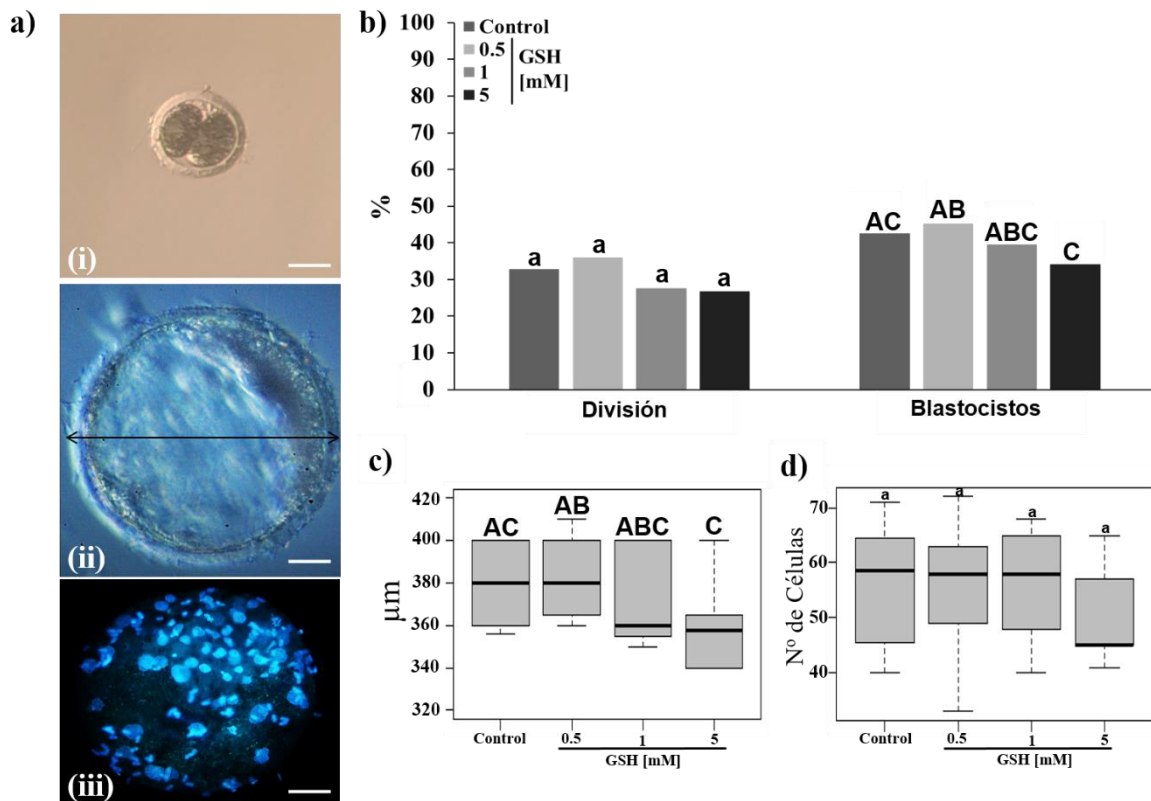 a)
(i)
(ii)
(iii)
b)
100
90
80
70
60
50
40
30
20
10
0
%
Control
0.5
1
5
GSH
[mM]
a
a
a
a
AC
AB
ABC
C
División
Blastocistos
c)
420
400
380
360
340
320
µm
AC
AB
ABC
C
Control
0.5
1
5
GSH [mM]
d)
70
60
50
40
Nº de Células
a
a
a
a
Control
0.5
1
5
GSH [mM]